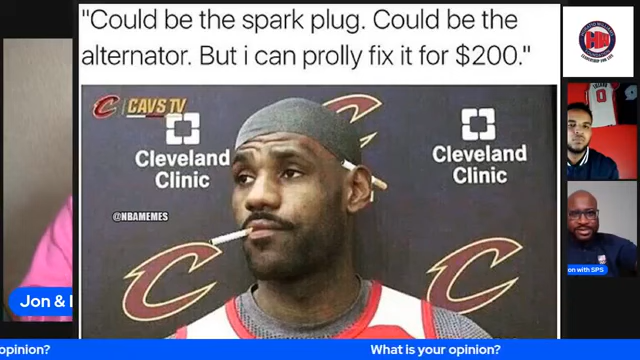 "Could be the spark plug. Could be the
alternator. But i can prolly fix it for $200."
CAVS TV
Cleveland
Clinic
Cleveland
Clinic
@NBAMEMES
Jon &
on with SPS
opinion?
What is your opinion?